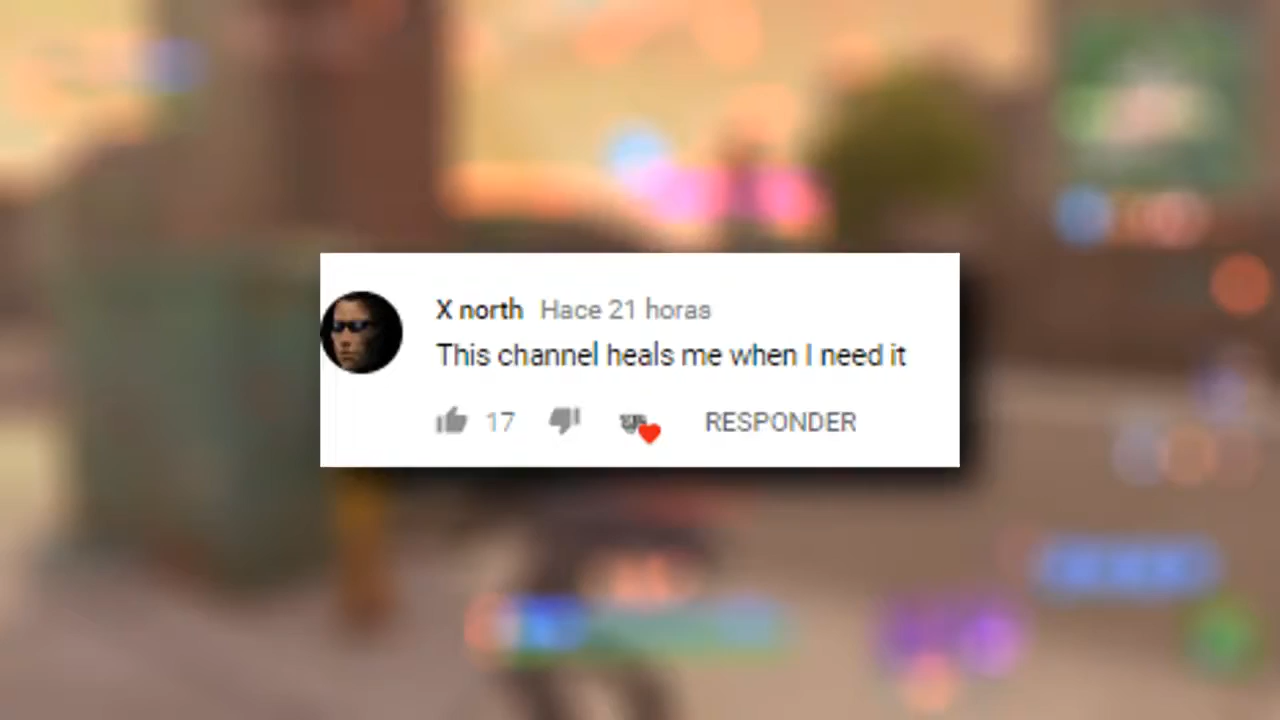 X north Hace 21 horas
This channel heals me when I need it
17 RESPONDER